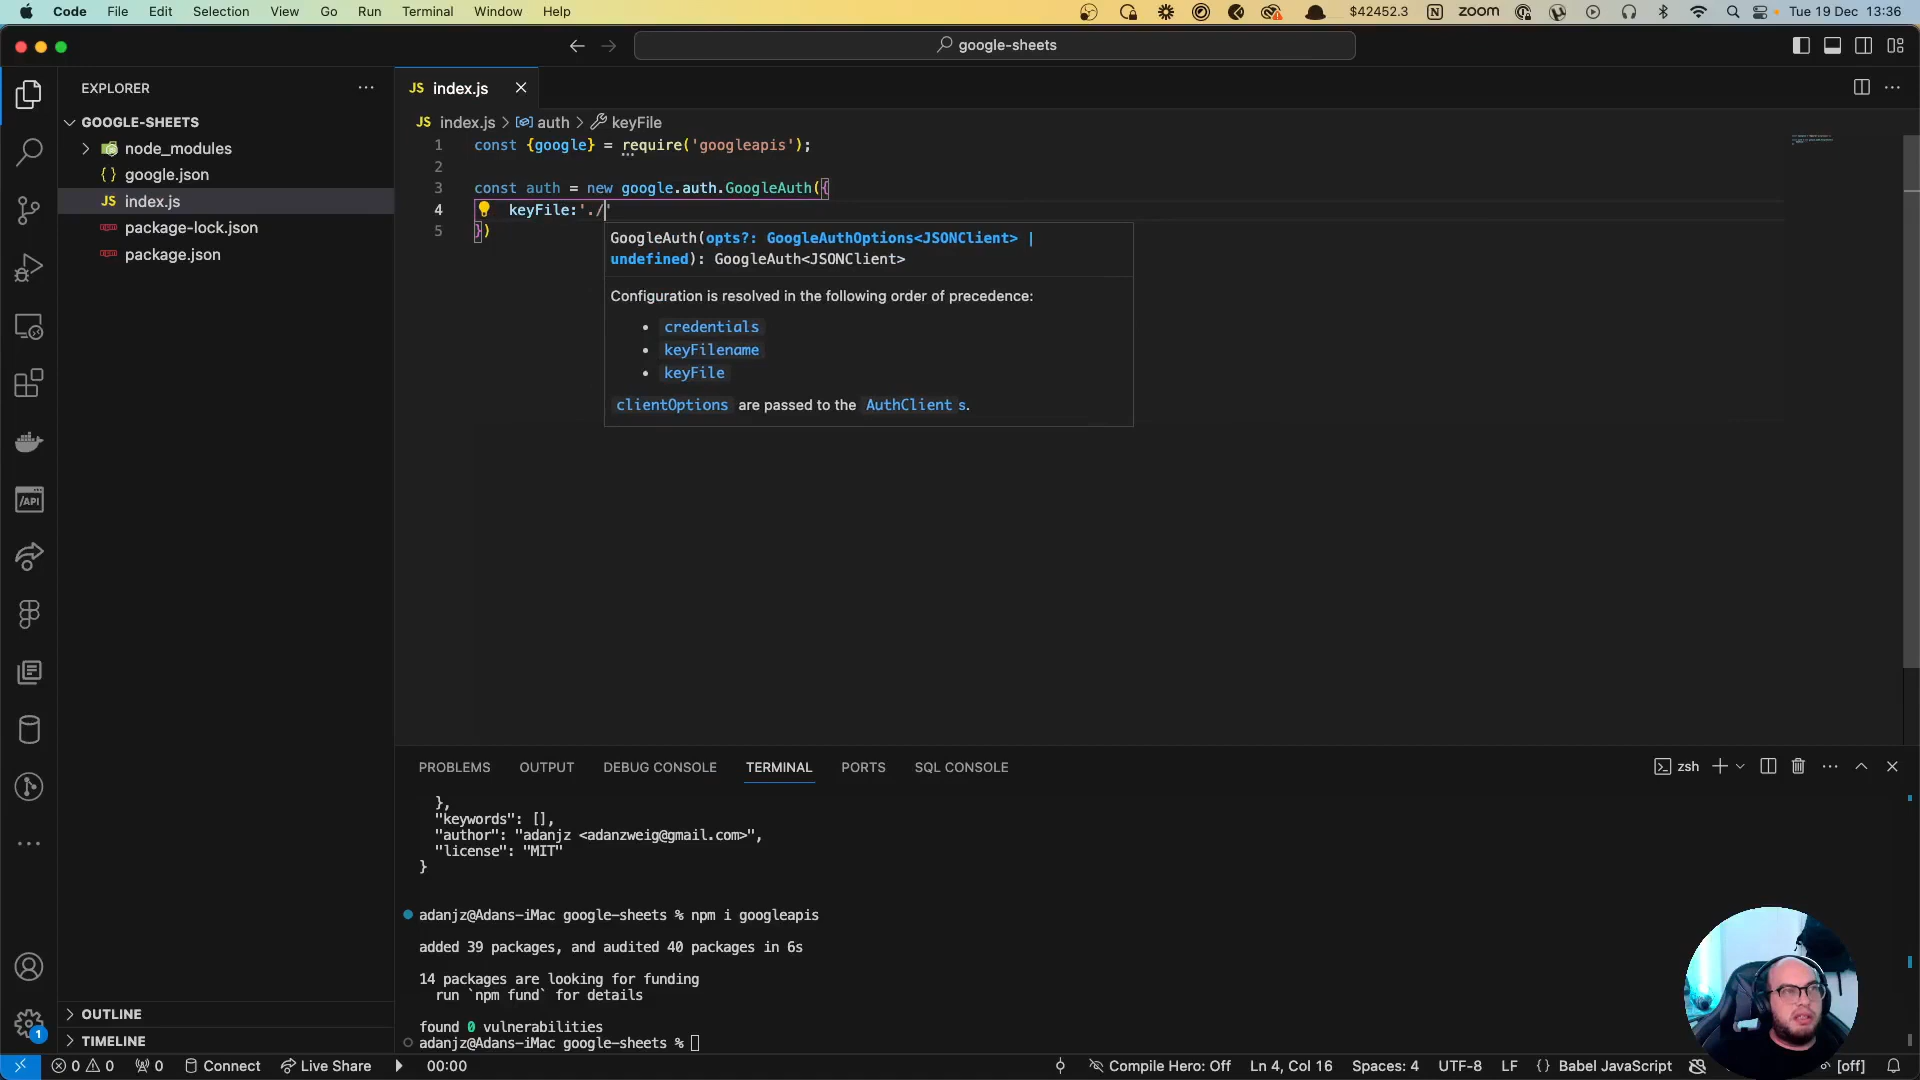 Code File Edit Selection View Go Run Terminal Window Help $42452.3 zoom Tue 19 Dec 13:36
google-sheets
EXPLORER
GOOGLE-SHEETS
node_modules
{} google.json
JS index.js
package-lock.json
package.json
OUTLINE
TIMELINE
JS index.js
JS index.js > auth > keyFile
1 const {google} = require('googleapis');
2
3 const auth = new google.auth.GoogleAuth({
4 keyFile:'./'
5 })
GoogleAuth(opts?: GoogleAuthOptions<JSONClient> |
undefined): GoogleAuth<JSONClient>
Configuration is resolved in the following order of precedence:
• credentials
• keyFilename
• keyFile
clientOptions are passed to the AuthClient s.
/API
PROBLEMS OUTPUT DEBUG CONSOLE TERMINAL PORTS SQL CONSOLE
zsh
},
"keywords": [],
"author": "adanjz <adanzweig@gmail.com>",
"license": "MIT"
}
adanjz@Adans-iMac google-sheets % npm i googleapis
added 39 packages, and audited 40 packages in 6s
14 packages are looking for funding
run `npm fund` for details
found 0 vulnerabilities
adanjz@Adans-iMac google-sheets %
1
0 0 0 Connect Live Share 00:00 Compile Hero: Off Ln 4, Col 16 Spaces: 4 UTF-8 LF {} Babel JavaScript [off]